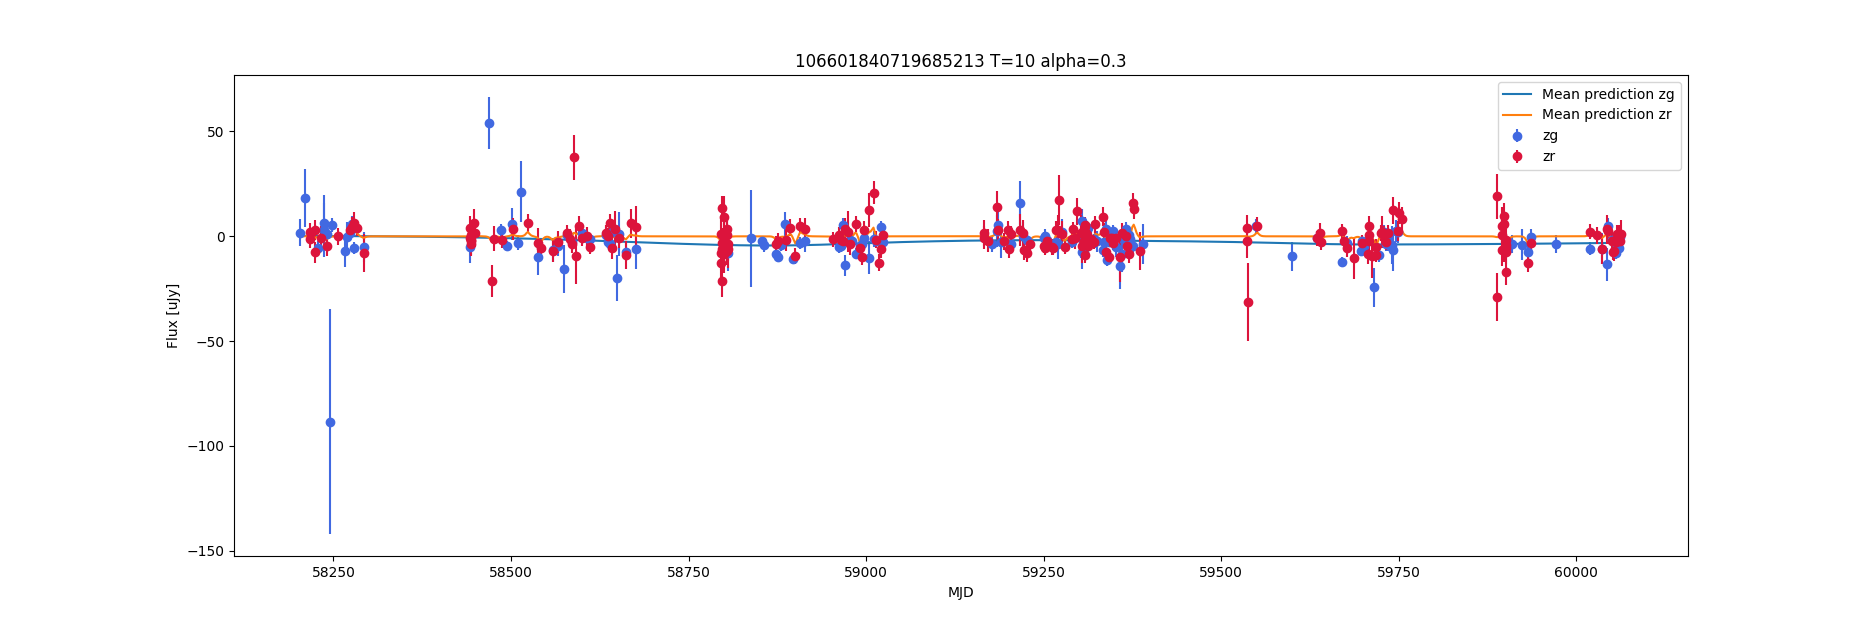 106601840719685213 T=10 alpha=0.3
Mean prediction zg
Mean prediction zr
zg
zr
50
0
−50
−100
−150
Flux [uJy]
58250 58500 58750 59000 59250 59500 59750 60000
MJD